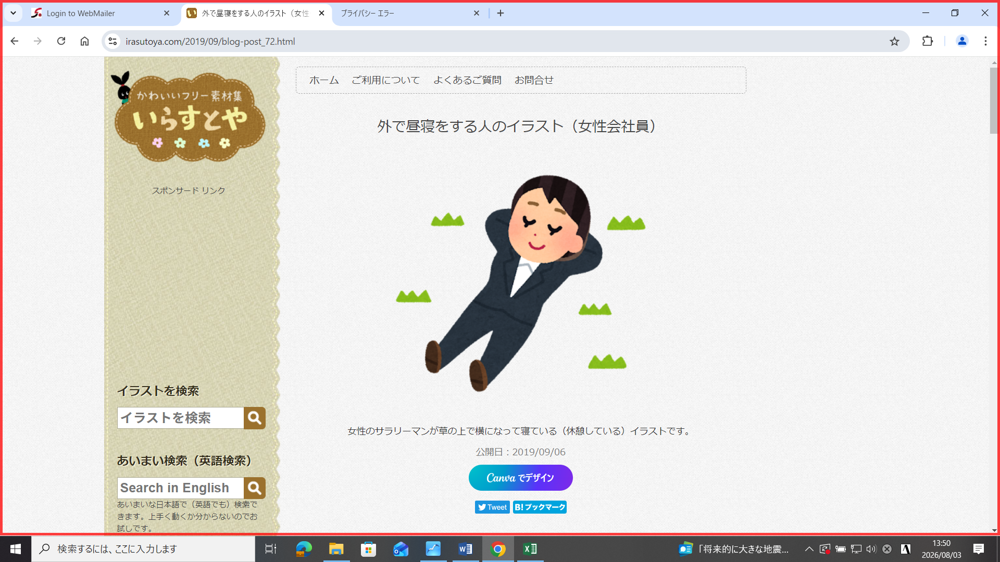 Login to WebMailer
外で昼寝をする人のイラスト（女性
プライバシー エラー
irasutoya.com/2019/09/blog-post_72.html
かわいいフリー素材集
いらすとや
スポンサード リンク
イラストを検索
イラストを検索
あいまい検索（英語検索）
Search in English
あいまいな日本語で（英語でも）検索で
きます。上手く動くか分からないのでお
試しです。
ホーム ご利用について よくあるご質問 お問合せ
外で昼寝をする人のイラスト（女性会社員）
女性のサラリーマンが草の上で横になって寝ている（休憩している）イラストです。
公開日：2019/09/06
Canva でデザイン
Tweet B! ブックマーク
検索するには、ここに入力します
「将来的に大きな地震...
A
13:50
2026/08/03